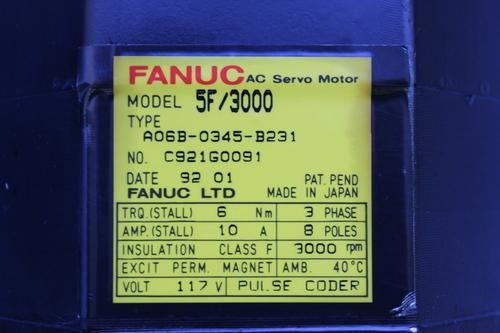 FANUC AC Servo Motor
MODEL 5F/3000
TYPE
A06B-0345-B231
NO. C921G0091
DATE 92 01 PAT. PEND
FANUC LTD MADE IN JAPAN
TRQ.(STALL) 6 Nm 3 PHASE
AMP.(STALL) 10 A 8 POLES
INSULATION CLASS F 3000 rpm
EXCIT PERM. MAGNET AMB. 40°C
VOLT 117 V PULSE CODER